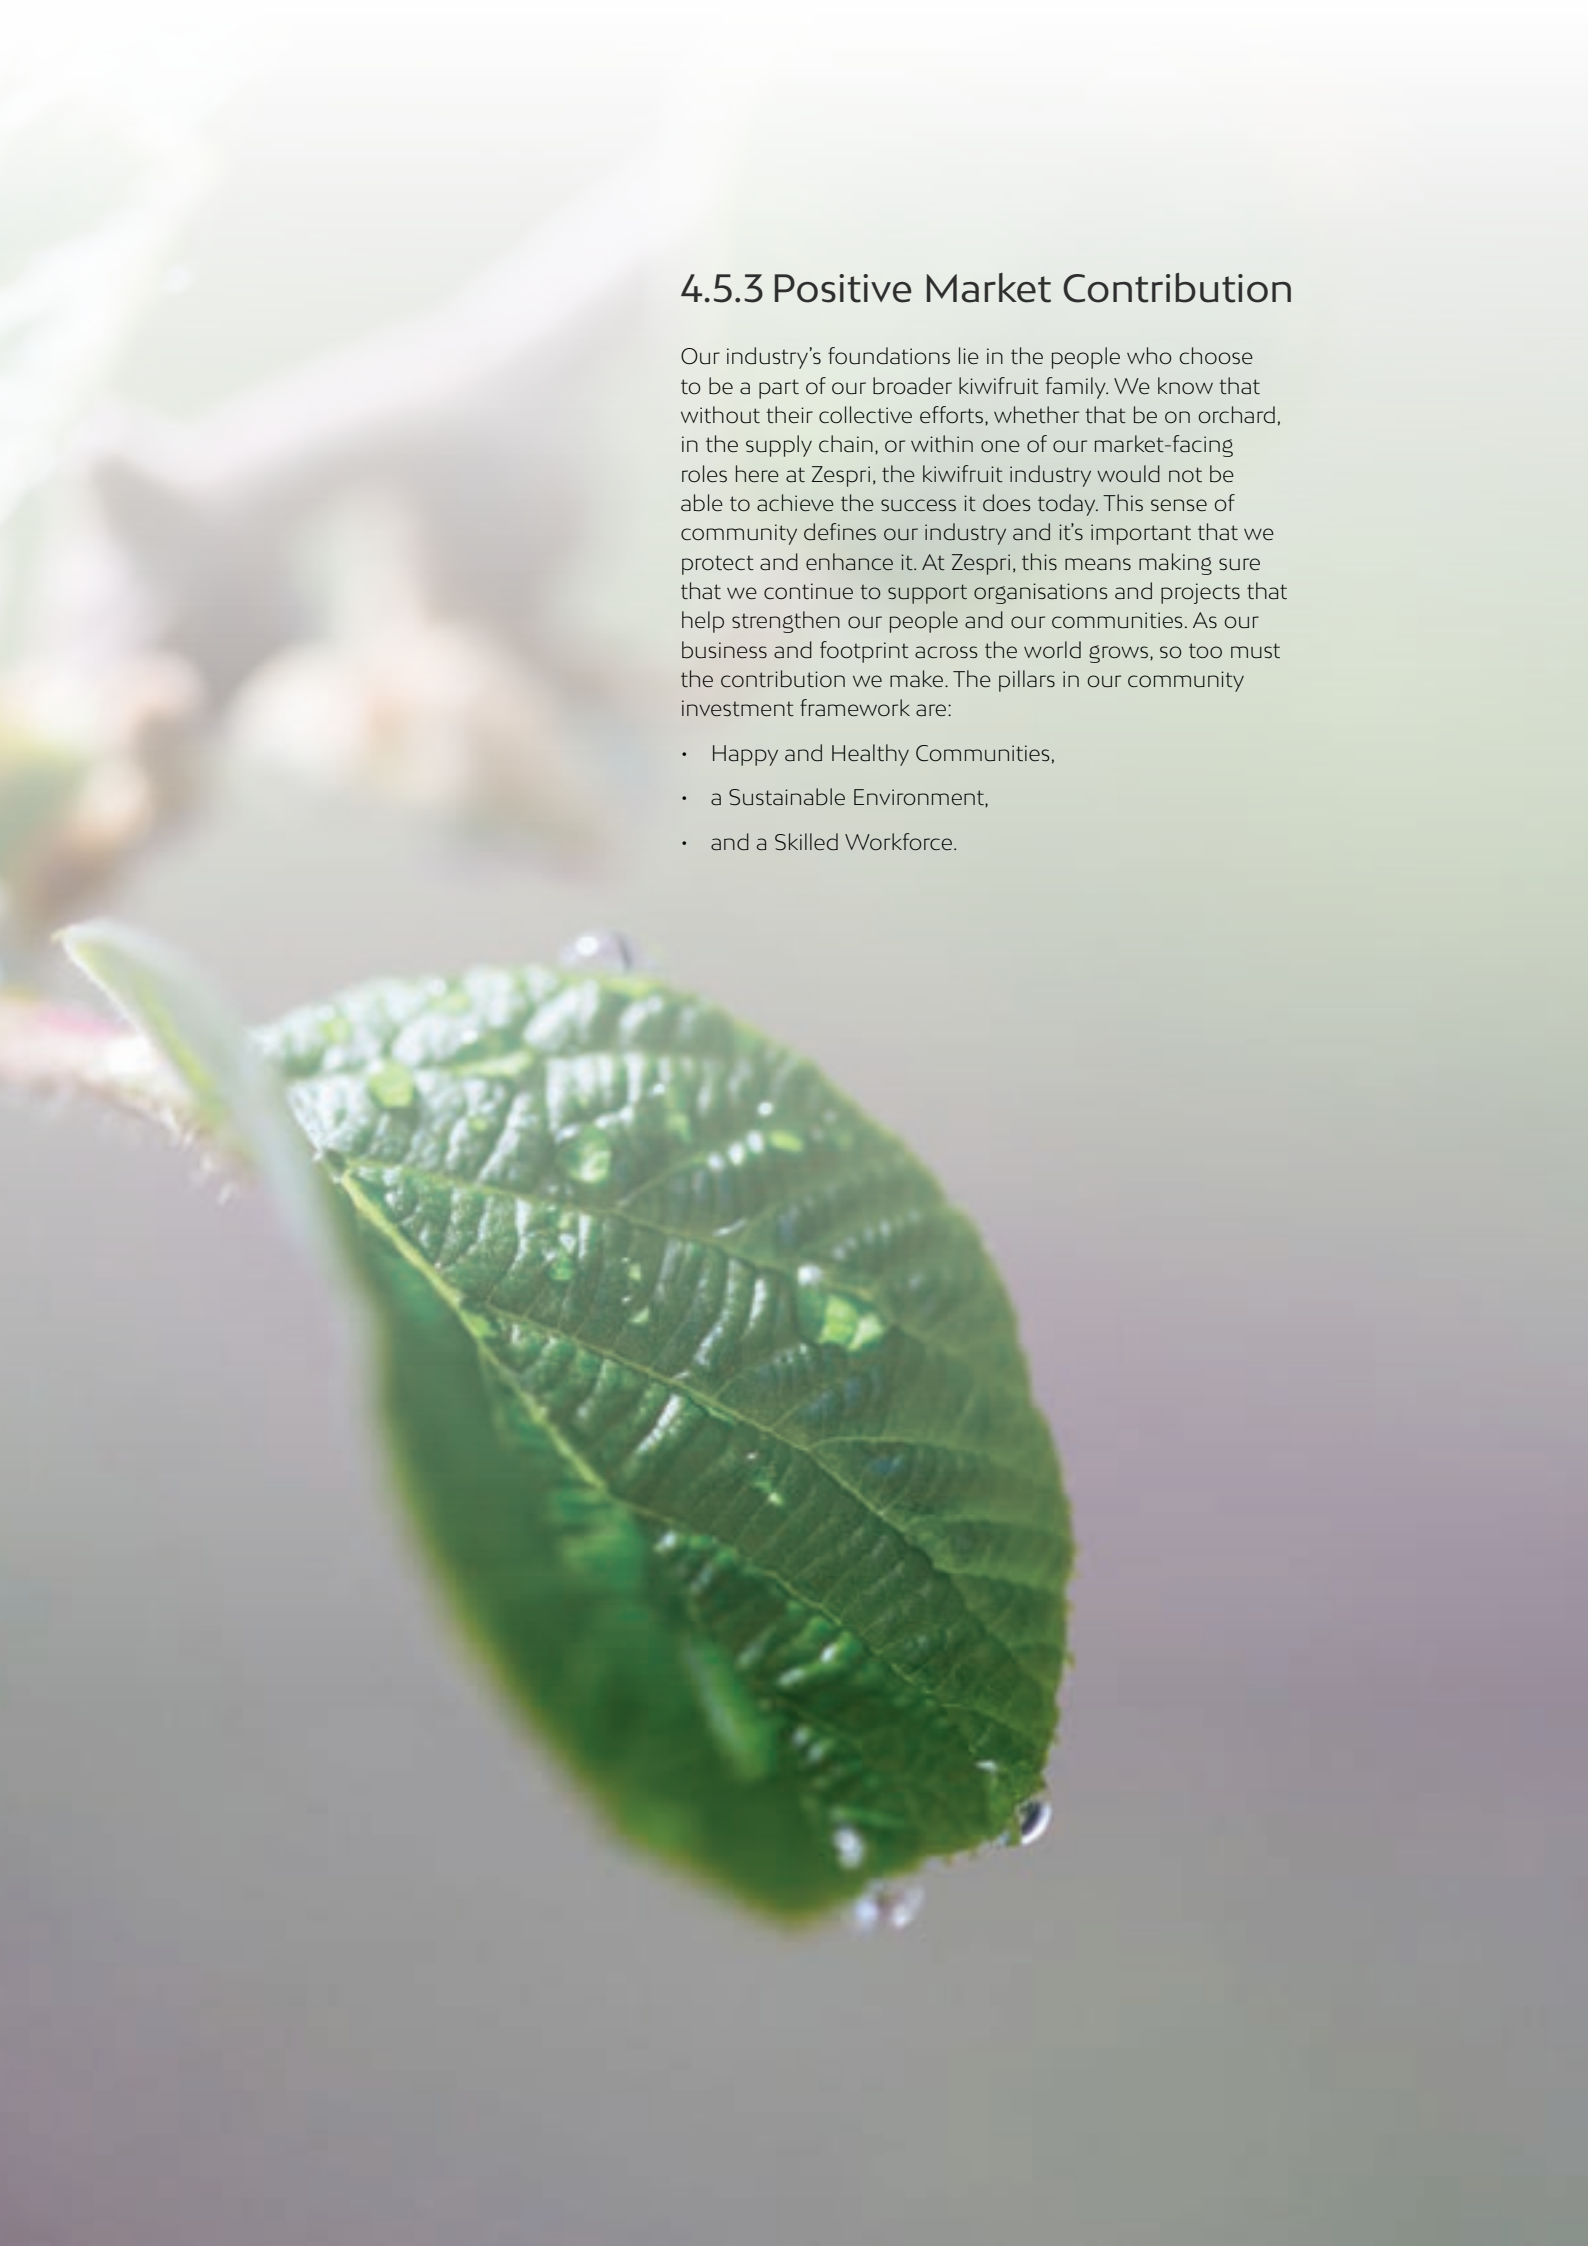 4.5.3 Positive Market Contribution
Our industry’s foundations lie in the people who choose
to be a part of our broader kiwifruit family. We know that
without their collective efforts, whether that be on orchard,
in the supply chain, or within one of our market-facing
roles here at Zespri, the kiwifruit industry would not be
able to achieve the success it does today. This sense of
community defines our industry and it’s important that we
protect and enhance it. At Zespri, this means making sure
that we continue to support organisations and projects that
help strengthen our people and our communities. As our
business and footprint across the world grows, so too must
the contribution we make. The pillars in our community
investment framework are:
• Happy and Healthy Communities,
• a Sustainable Environment,
• and a Skilled Workforce.